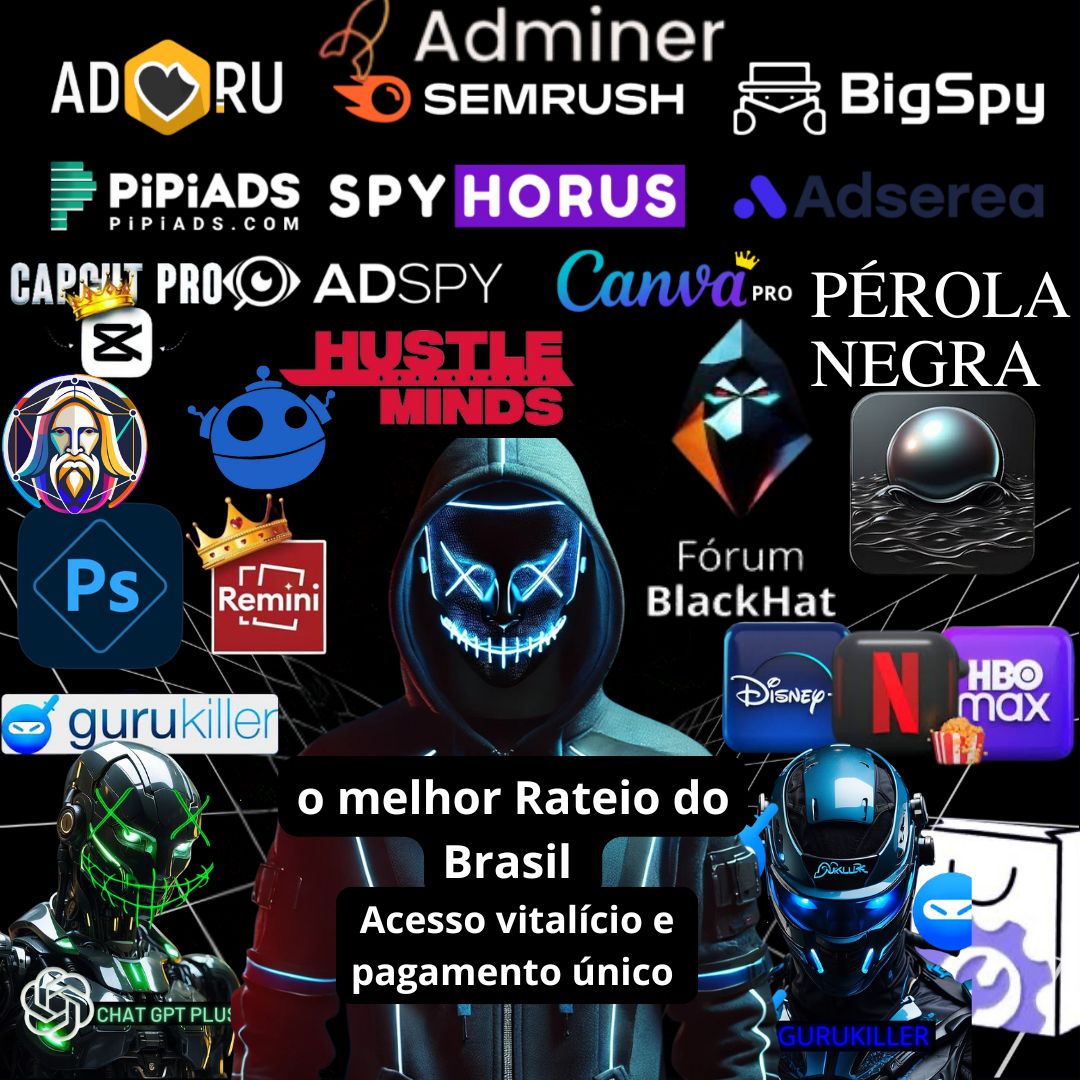 Adminer
ADORU
SEMRUSH
BigSpy
PiPiADS
PiPiADS.COM
SPY HORUS
Adserea
CAPCUT PRO
ADSPY
Canva PRO
PÉROLA
NEGRA
HUSTLE
MINDS
Ps
Remini
Fórum
BlackHat
Disney+
N
HBO
max
gurukiller
o melhor Rateio do
Brasil
Acesso vitalício e
pagamento único
CHAT GPT PLUS
GURUKILLER